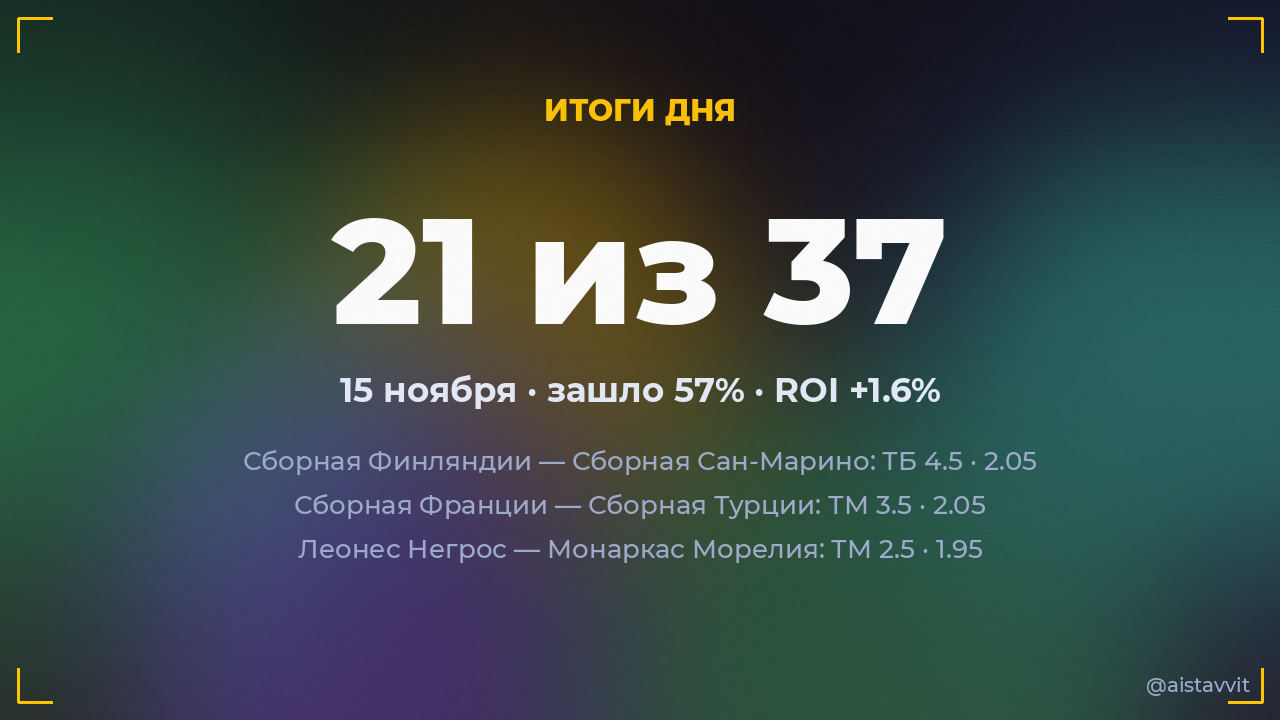 ИТОГИ ДНЯ
21 из 37
15 ноября · зашло 57% · ROI +1.6%
Сборная Финляндии — Сборная Сан-Марино: ТБ 4.5 · 2.05
Сборная Франции — Сборная Турции: ТМ 3.5 · 2.05
Леонес Негрос — Монаркас Морелия: ТМ 2.5 · 1.95
@aistavvit